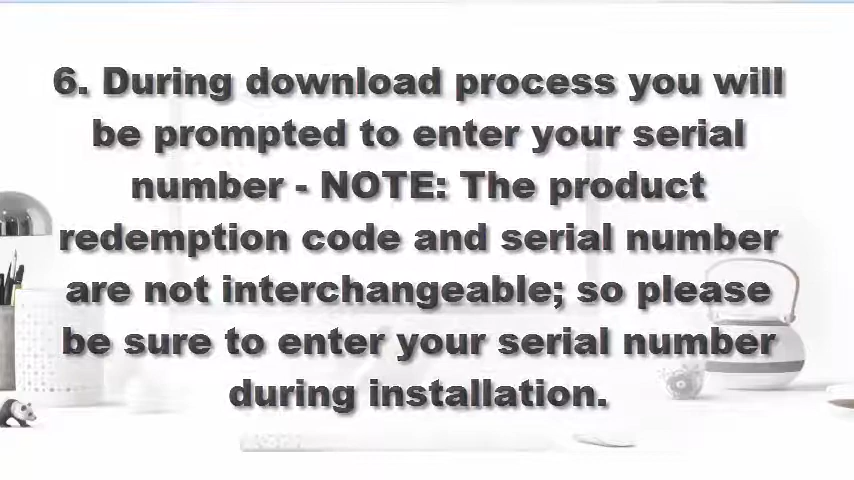 6. During download process you will
be prompted to enter your serial
number - NOTE: The product
redemption code and serial number
are not interchangeable; so please
be sure to enter your serial number
during installation.